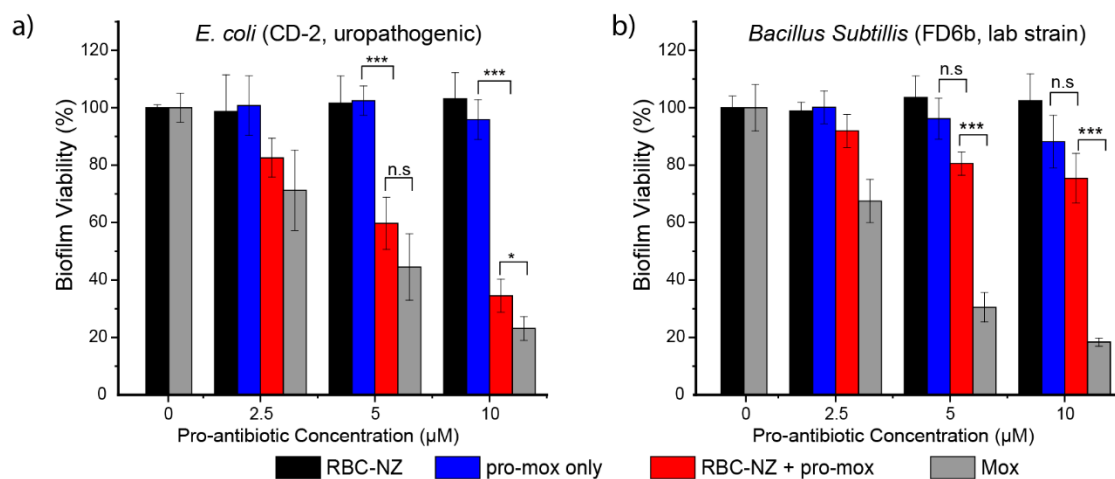 a)
E. coli (CD-2, uropathogenic)
Biofilm Viability (%)
120
100
80
60
40
20
0
***
***
n.s
*
0 2.5 5 10
Pro-antibiotic Concentration (µM)
b)
Bacillus Subtillis (FD6b, lab strain)
Biofilm Viability (%)
120
100
80
60
40
20
0
n.s
n.s
***
***
0 2.5 5 10
Pro-antibiotic Concentration (µM)
RBC-NZ pro-mox only RBC-NZ + pro-mox Mox